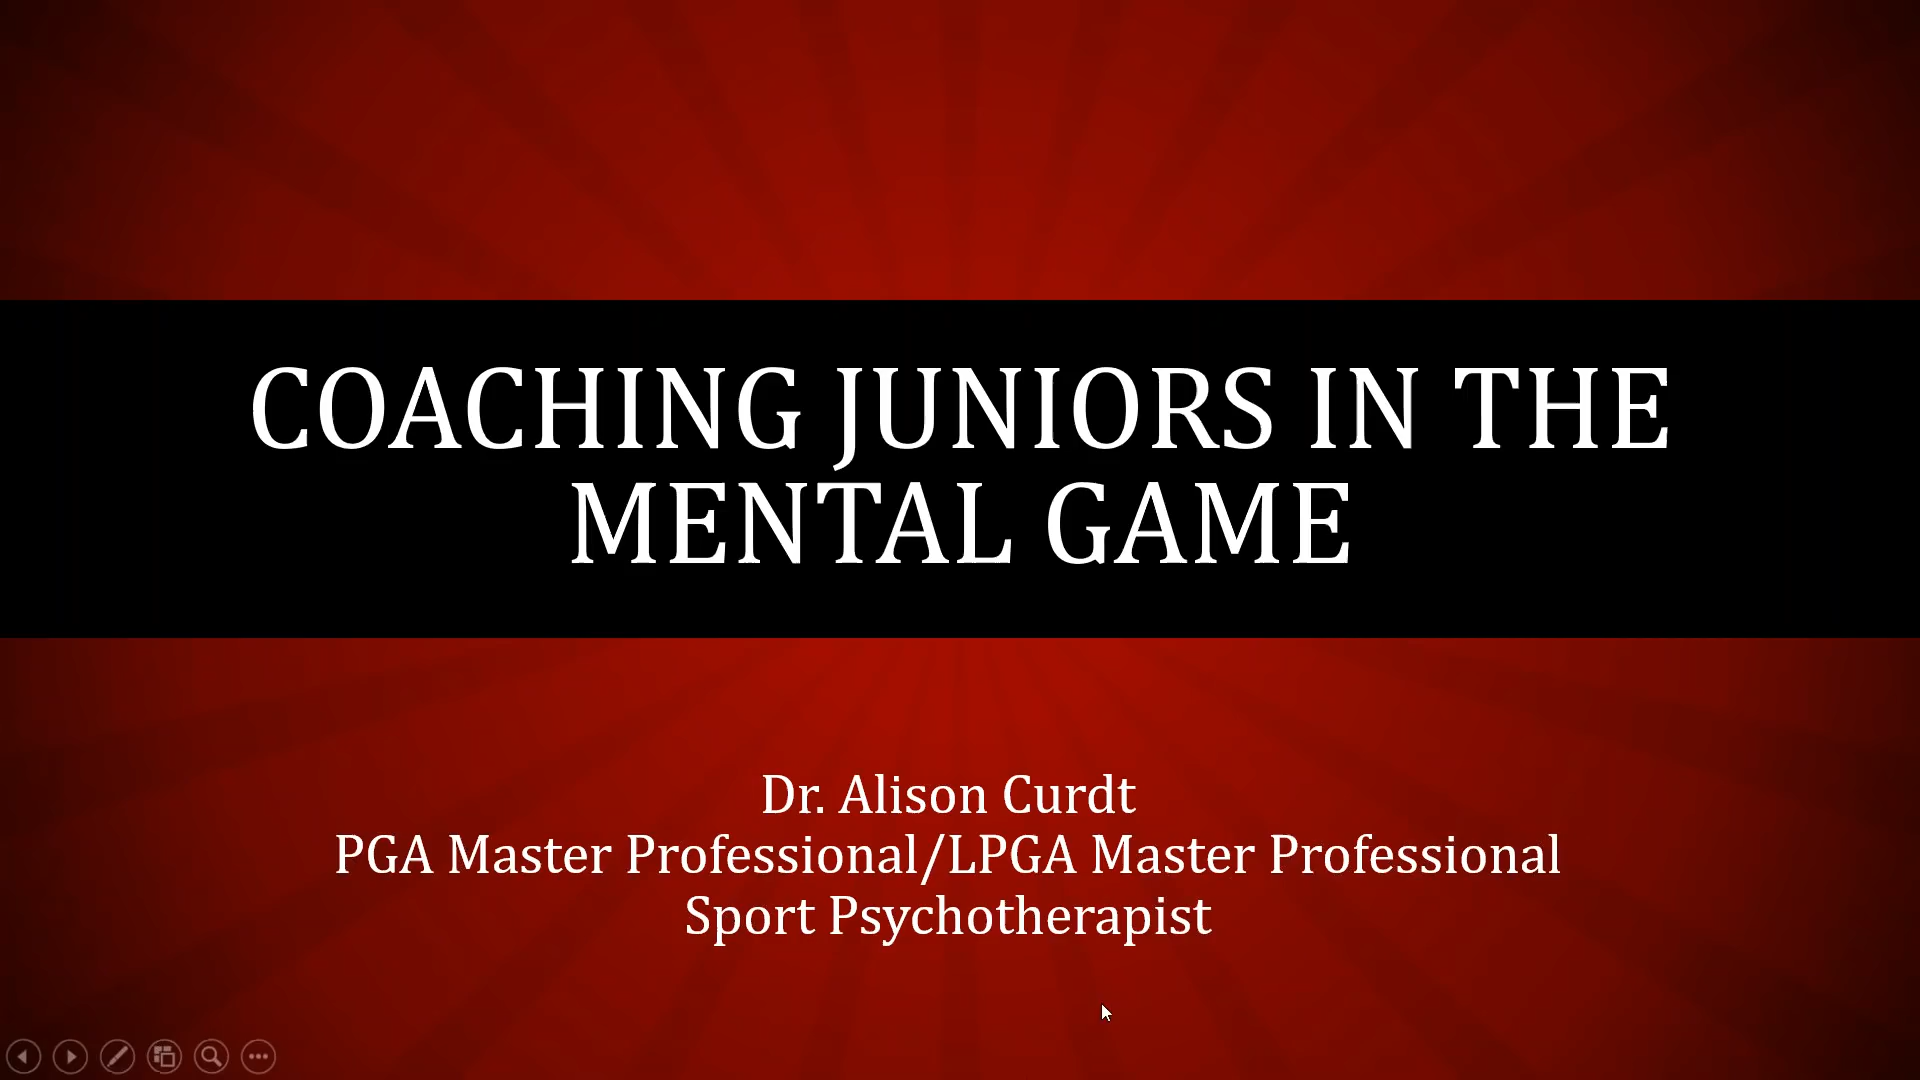 COACHING JUNIORS IN THE
MENTAL GAME
Dr. Alison Curdt
PGA Master Professional/LPGA Master Professional
Sport Psychotherapist